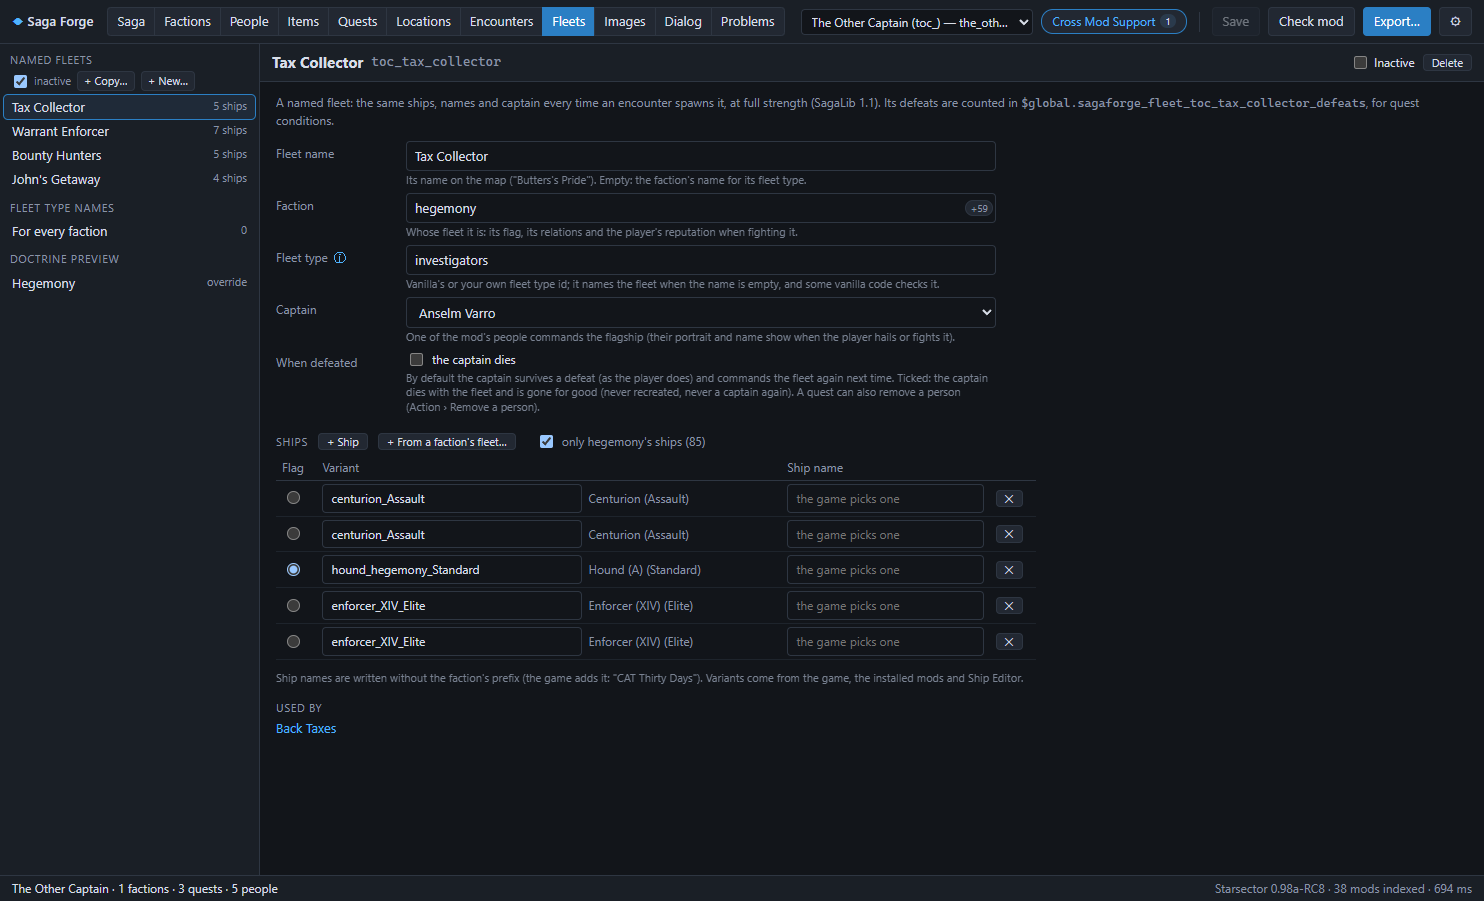 Saga Forge Saga Factions People Items Quests Locations Encounters Fleets Images Dialog Problems The Other Captain (toc_) — the_oth... Cross Mod Support 1 Save Check mod Export...
NAMED FLEETS
inactive + Copy... + New...
Tax Collector 5 ships
Warrant Enforcer 7 ships
Bounty Hunters 5 ships
John's Getaway 4 ships
FLEET TYPE NAMES
For every faction 0
DOCTRINE PREVIEW
Hegemony override
Tax Collector toc_tax_collector Inactive Delete
A named fleet: the same ships, names and captain every time an encounter spawns it, at full strength (SagaLib 1.1). Its defeats are counted in $global.sagaforge_fleet_toc_tax_collector_defeats, for quest
conditions.
Fleet name Tax Collector
Its name on the map ("Butters's Pride"). Empty: the faction's name for its fleet type.
Faction hegemony +59
Whose fleet it is: its flag, its relations and the player's reputation when fighting it.
Fleet type investigators
Vanilla's or your own fleet type id; it names the fleet when the name is empty, and some vanilla code checks it.
Captain Anselm Varro
One of the mod's people commands the flagship (their portrait and name show when the player hails or fights it).
When defeated the captain dies
By default the captain survives a defeat (as the player does) and commands the fleet again next time. Ticked: the captain
dies with the fleet and is gone for good (never recreated, never a captain again). A quest can also remove a person
(Action › Remove a person).
SHIPS + Ship + From a faction's fleet... only hegemony's ships (85)
Flag Variant Ship name
centurion_Assault Centurion (Assault) the game picks one
centurion_Assault Centurion (Assault) the game picks one
hound_hegemony_Standard Hound (A) (Standard) the game picks one
enforcer_XIV_Elite Enforcer (XIV) (Elite) the game picks one
enforcer_XIV_Elite Enforcer (XIV) (Elite) the game picks one
Ship names are written without the faction's prefix (the game adds it: "CAT Thirty Days"). Variants come from the game, the installed mods and Ship Editor.
USED BY
Back Taxes
The Other Captain · 1 factions · 3 quests · 5 people Starsector 0.98a-RC8 · 38 mods indexed · 694 ms